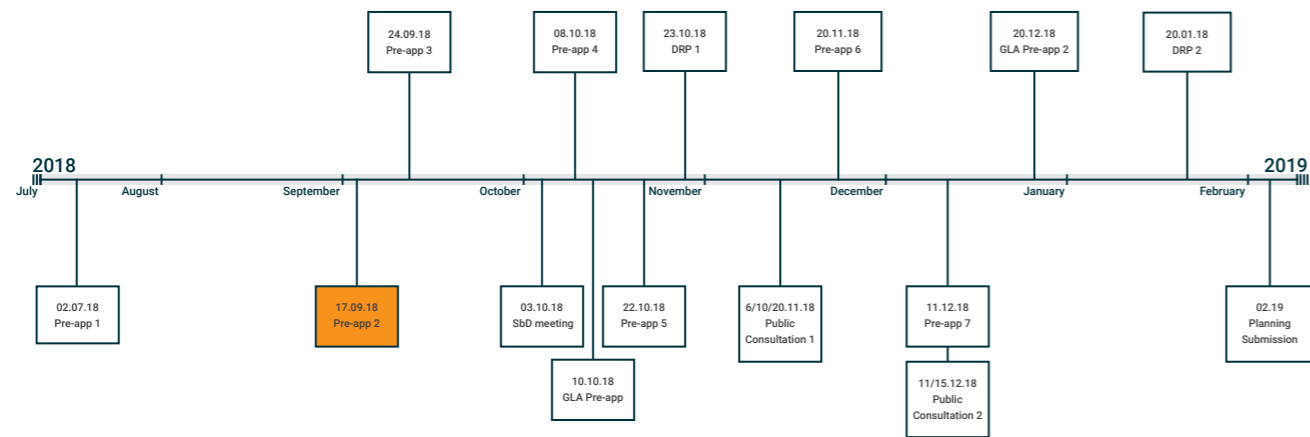 24.09.18
Pre-app 3
08.10.18
Pre-app 4
23.10.18
DRP 1
20.11.18
Pre-app 6
20.12.18
GLA Pre-app 2
20.01.18
DRP 2
2018
2019
July
August
September
October
November
December
January
February
02.07.18
Pre-app 1
17.09.18
Pre-app 2
03.10.18
SbD meeting
22.10.18
Pre-app 5
6/10/20.11.18
Public
Consultation 1
11.12.18
Pre-app 7
02.19
Planning
Submission
10.10.18
GLA Pre-app
11/15.12.18
Public
Consultation 2